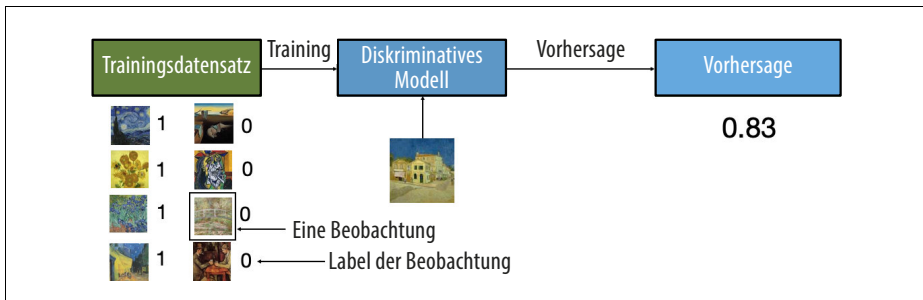 Trainingsdatensatz
Training
Diskriminatives
Modell
Vorhersage
Vorhersage
1 0
0.83
1 0
1 0
Eine Beobachtung
1 0
Label der Beobachtung